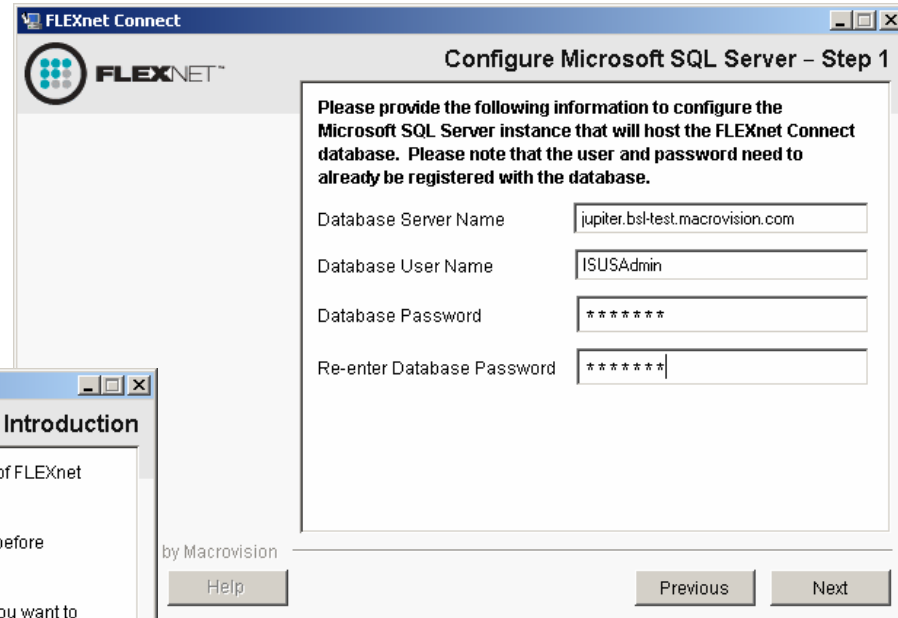 FLEXnet Connect
FLEXNET™
Configure Microsoft SQL Server – Step 1
Please provide the following information to configure the
Microsoft SQL Server instance that will host the FLEXnet Connect
database. Please note that the user and password need to
already be registered with the database.
Database Server Name
jupiter.bsl-test.macrovision.com
Database User Name
ISUSAdmin
Database Password
*******
Re-enter Database Password
*******
by Macrovision
Help
Previous
Next
Introduction
of FLEXnet
before
ou want to